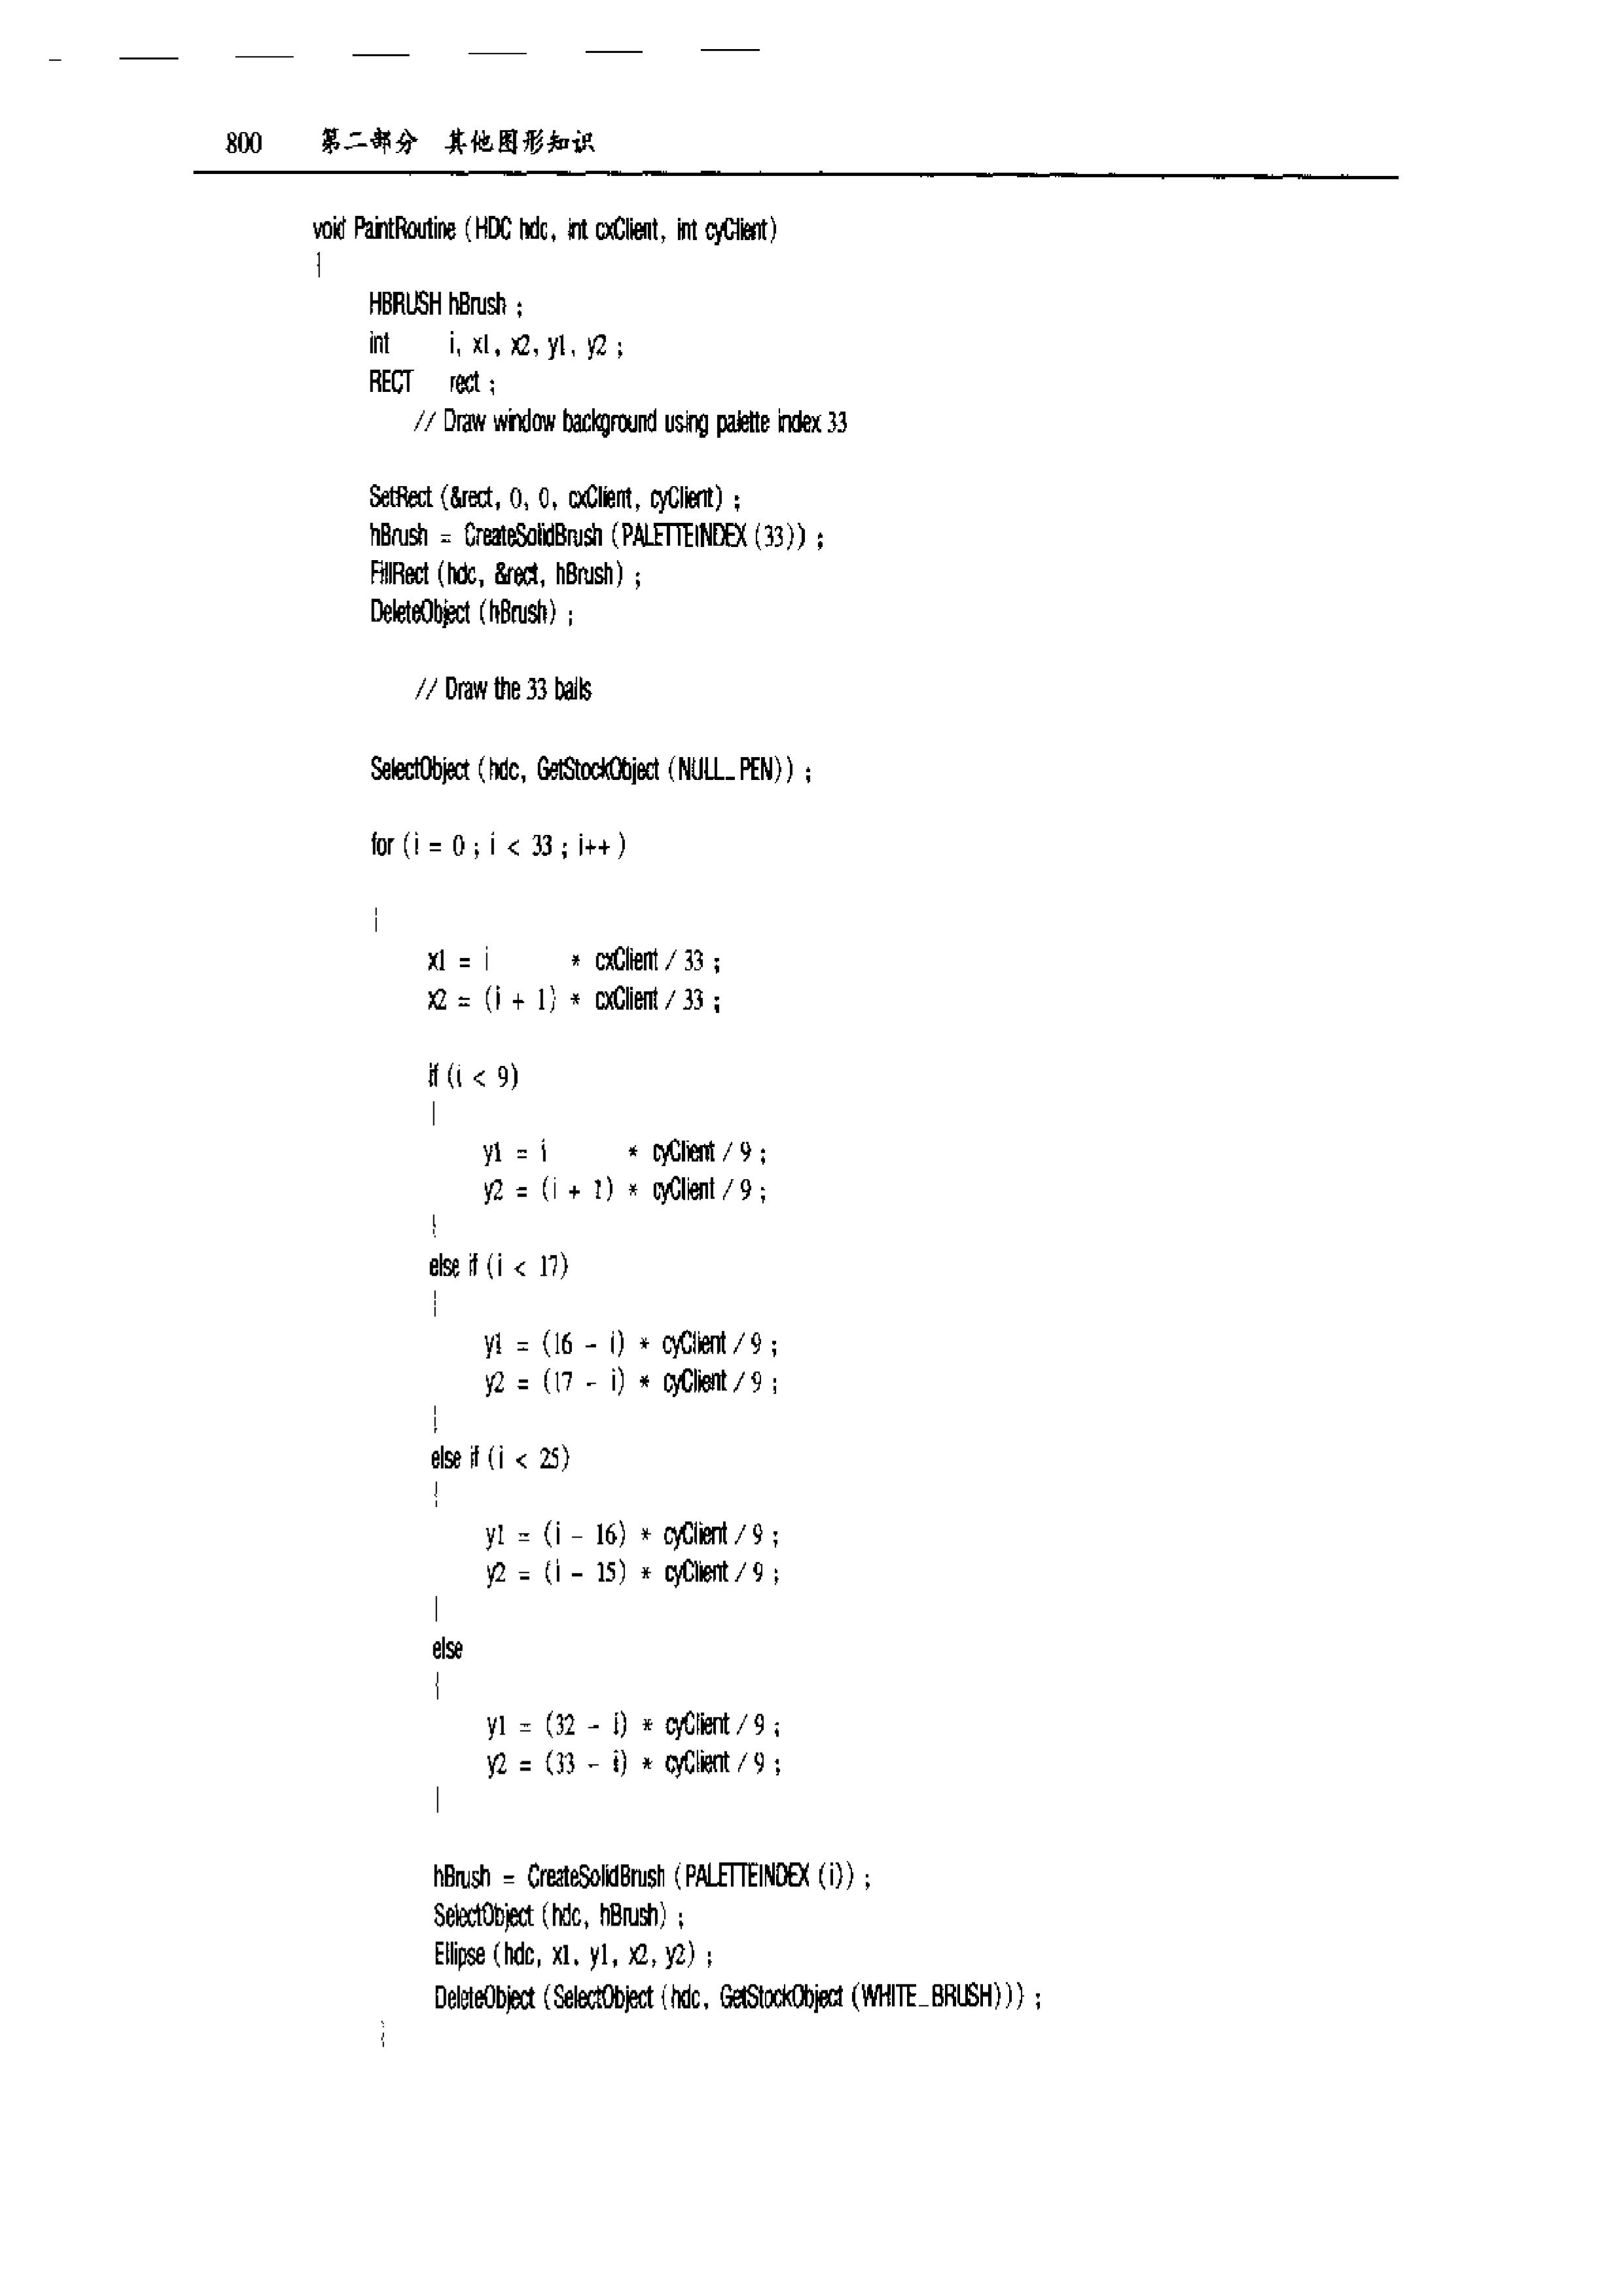 800 第二部分 其他图形知识
void PaintRoutine (HDC hdc, int cxClient, int cyClient)
{
HBRUSH hBrush ;
int i, x1, x2, y1, y2 ;
RECT rect ;
// Draw window background using palette index 33
SetRect (&rect, 0, 0, cxClient, cyClient) ;
hBrush = CreateSolidBrush (PALETTEINDEX (33)) ;
FillRect (hdc, &rect, hBrush) ;
DeleteObject (hBrush) ;
// Draw the 33 balls
SelectObject (hdc, GetStockObject (NULL_PEN)) ;
for (i = 0 ; i < 33 ; i++ )
{
x1 = i * cxClient / 33 ;
x2 = (i + 1) * cxClient / 33 ;
if (i < 9)
{
y1 = i * cyClient / 9 ;
y2 = (i + 1) * cyClient / 9 ;
}
else if (i < 17)
{
y1 = (16 - i) * cyClient / 9 ;
y2 = (17 - i) * cyClient / 9 ;
}
else if (i < 25)
{
y1 = (i - 16) * cyClient / 9 ;
y2 = (i - 15) * cyClient / 9 ;
}
else
{
y1 = (32 - i) * cyClient / 9 ;
y2 = (33 - i) * cyClient / 9 ;
}
hBrush = CreateSolidBrush (PALETTEINDEX (i)) ;
SelectObject (hdc, hBrush) ;
Ellipse (hdc, x1, y1, x2, y2) ;
DeleteObject (SelectObject (hdc, GetStockObject (WHITE_BRUSH))) ;
}